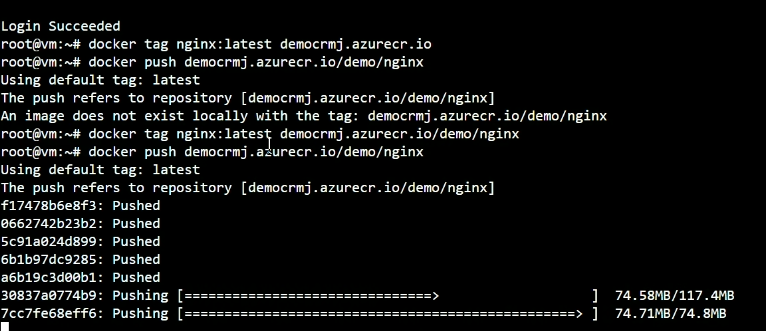 Login Succeeded
root@vm:~# docker tag nginx:latest democrmj.azurecr.io
root@vm:~# docker push democrmj.azurecr.io/demo/nginx
Using default tag: latest
The push refers to repository [democrmj.azurecr.io/demo/nginx]
An image does not exist locally with the tag: democrmj.azurecr.io/demo/nginx
root@vm:~# docker tag nginx:latest democrmj.azurecr.io/demo/nginx
root@vm:~# docker push democrmj.azurecr.io/demo/nginx
Using default tag: latest
The push refers to repository [democrmj.azurecr.io/demo/nginx]
f17478b6e8f3: Pushed
0662742b23b2: Pushed
5c91a024d899: Pushed
6b1b97dc9285: Pushed
a6b19c3d00b1: Pushed
30837a0774b9: Pushing [===============================>                   ]  74.58MB/117.4MB
7cc7fe68eff6: Pushing [=================================================> ]  74.71MB/74.8MB